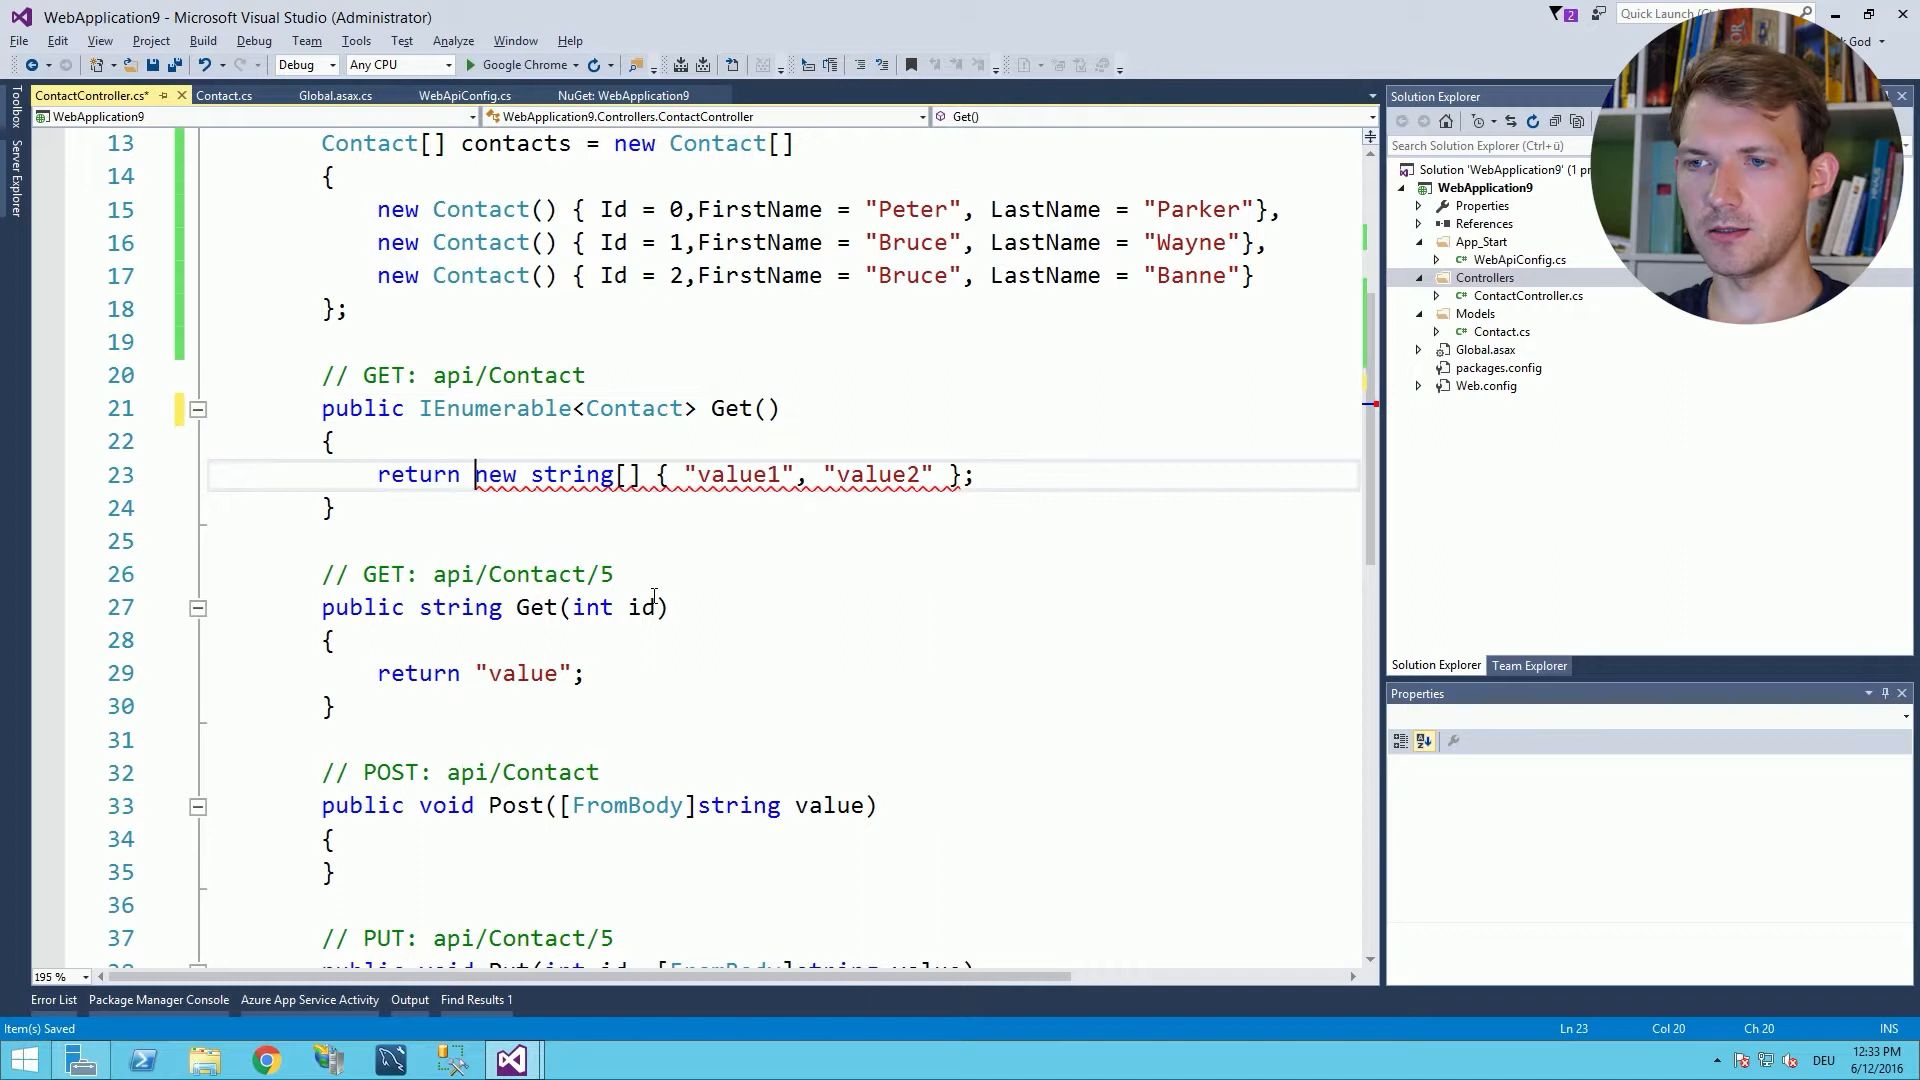 WebApplication9 - Microsoft Visual Studio (Administrator)
2
Quick Launch (Ct
File Edit View Project Build Debug Team Tools Test Analyze Window Help
God
Debug Any CPU Google Chrome
ContactController.cs* Contact.cs Global.asax.cs WebApiConfig.cs NuGet: WebApplication9
WebApplication9 WebApplication9.Controllers.ContactController Get()
Toolbox
Server Explorer
13 Contact[] contacts = new Contact[]
14 {
15 new Contact() { Id = 0,FirstName = "Peter", LastName = "Parker"},
16 new Contact() { Id = 1,FirstName = "Bruce", LastName = "Wayne"},
17 new Contact() { Id = 2,FirstName = "Bruce", LastName = "Banne"}
18 };
19
20 // GET: api/Contact
21 public IEnumerable<Contact> Get()
22 {
23 return new string[] { "value1", "value2" };
24 }
25
26 // GET: api/Contact/5
27 public string Get(int id)
28 {
29 return "value";
30 }
31
32 // POST: api/Contact
33 public void Post([FromBody]string value)
34 {
35 }
36
37 // PUT: api/Contact/5
public void Put(int id, [FromBody]string value)
195 %
Solution Explorer
Search Solution Explorer (Ctrl+ü)
Solution 'WebApplication9' (1 pr
WebApplication9
Properties
References
App_Start
WebApiConfig.cs
Controllers
ContactController.cs
Models
Contact.cs
Global.asax
packages.config
Web.config
Solution Explorer Team Explorer
Properties
Error List Package Manager Console Azure App Service Activity Output Find Results 1
Item(s) Saved Ln 23 Col 20 Ch 20 INS
DEU
12:33 PM
6/12/2016